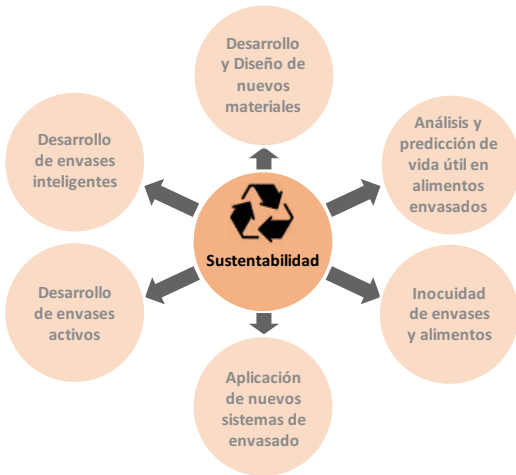 Desarrollo
y Diseño de
nuevos
materiales
Análisis y
predicción de
vida útil en
alimentos
envasados
Inocuidad
de envases
y alimentos
Aplicación
de nuevos
sistemas de
envasado
Desarrollo
de envases
activos
Desarrollo
de envases
inteligentes
Sustentabilidad